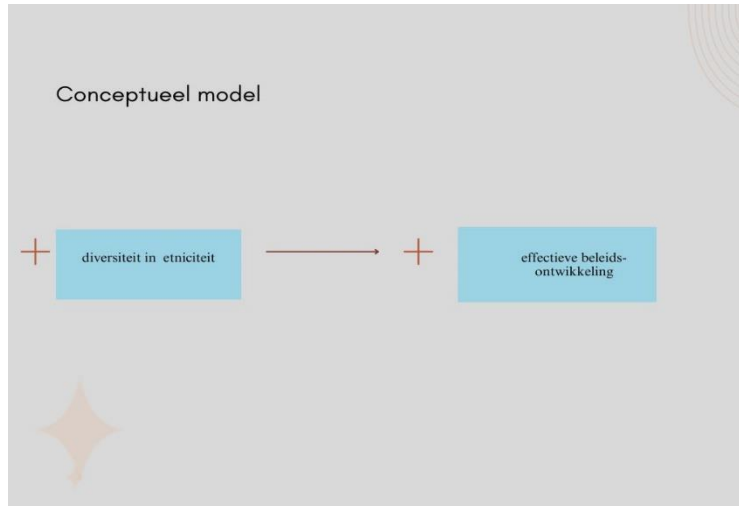 Conceptueel model
+ diversiteit in etniciteit
+ effectieve beleids-
ontwikkeling